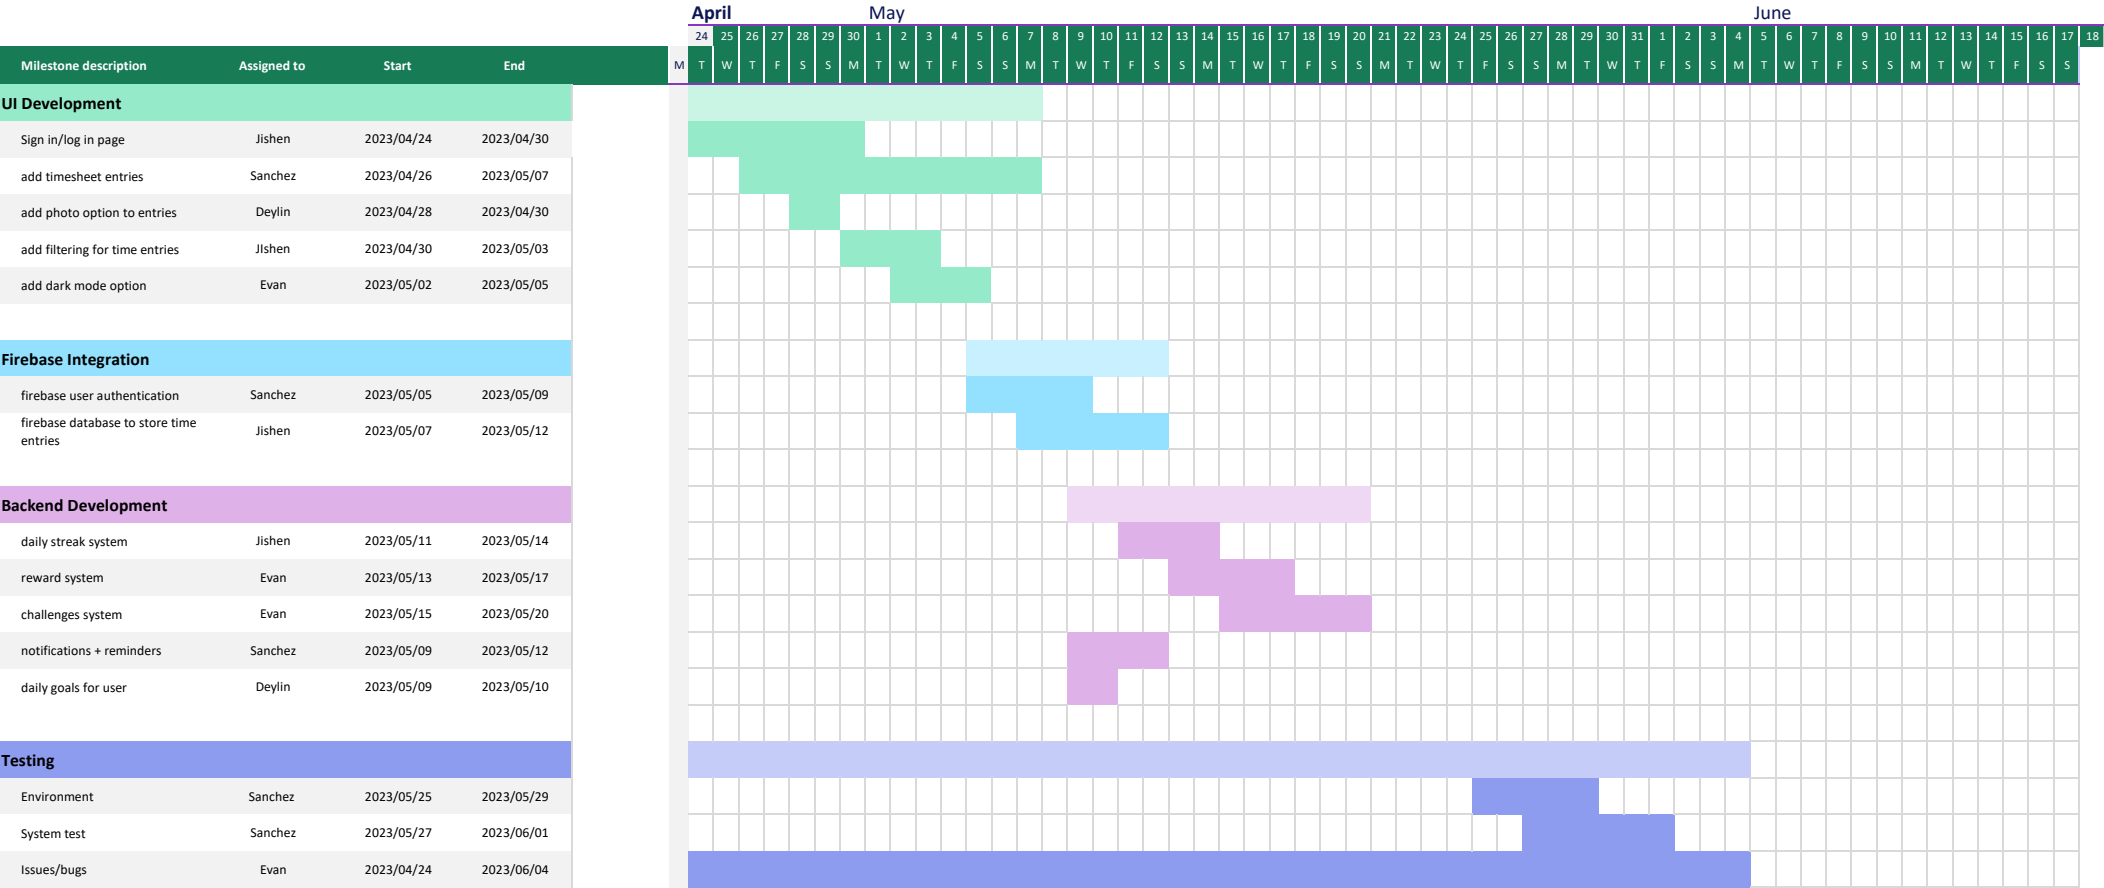 April May June
24 25 26 27 28 29 30 1 2 3 4 5 6 7 8 9 10 11 12 13 14 15 16 17 18 19 20 21 22 23 24 25 26 27 28 29 30 31 1 2 3 4 5 6 7 8 9 10 11 12 13 14 15 16 17 18
Milestone description Assigned to Start End M T W T F S S M T W T F S S M T W T F S S M T W T F S S M T W T F S S M T W T F S S M T W T F S S M T W T F S S
UI Development
Sign in/log in page Jishen 2023/04/24 2023/04/30
add timesheet entries Sanchez 2023/04/26 2023/05/07
add photo option to entries Deylin 2023/04/28 2023/04/30
add filtering for time entries JIshen 2023/04/30 2023/05/03
add dark mode option Evan 2023/05/02 2023/05/05
Firebase Integration
firebase user authentication Sanchez 2023/05/05 2023/05/09
firebase database to store time
entries Jishen 2023/05/07 2023/05/12
Backend Development
daily streak system Jishen 2023/05/11 2023/05/14
reward system Evan 2023/05/13 2023/05/17
challenges system Evan 2023/05/15 2023/05/20
notifications + reminders Sanchez 2023/05/09 2023/05/12
daily goals for user Deylin 2023/05/09 2023/05/10
Testing
Environment Sanchez 2023/05/25 2023/05/29
System test Sanchez 2023/05/27 2023/06/01
Issues/bugs Evan 2023/04/24 2023/06/04